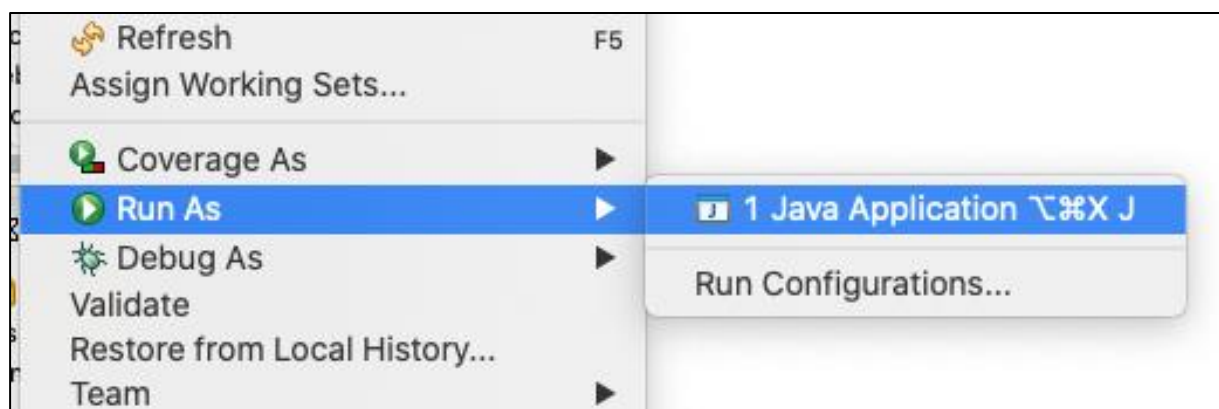 Refresh F5
Assign Working Sets...
Coverage As
Run As
1 Java Application ⌥⌘X J
Debug As
Run Configurations...
Validate
Restore from Local History...
Team